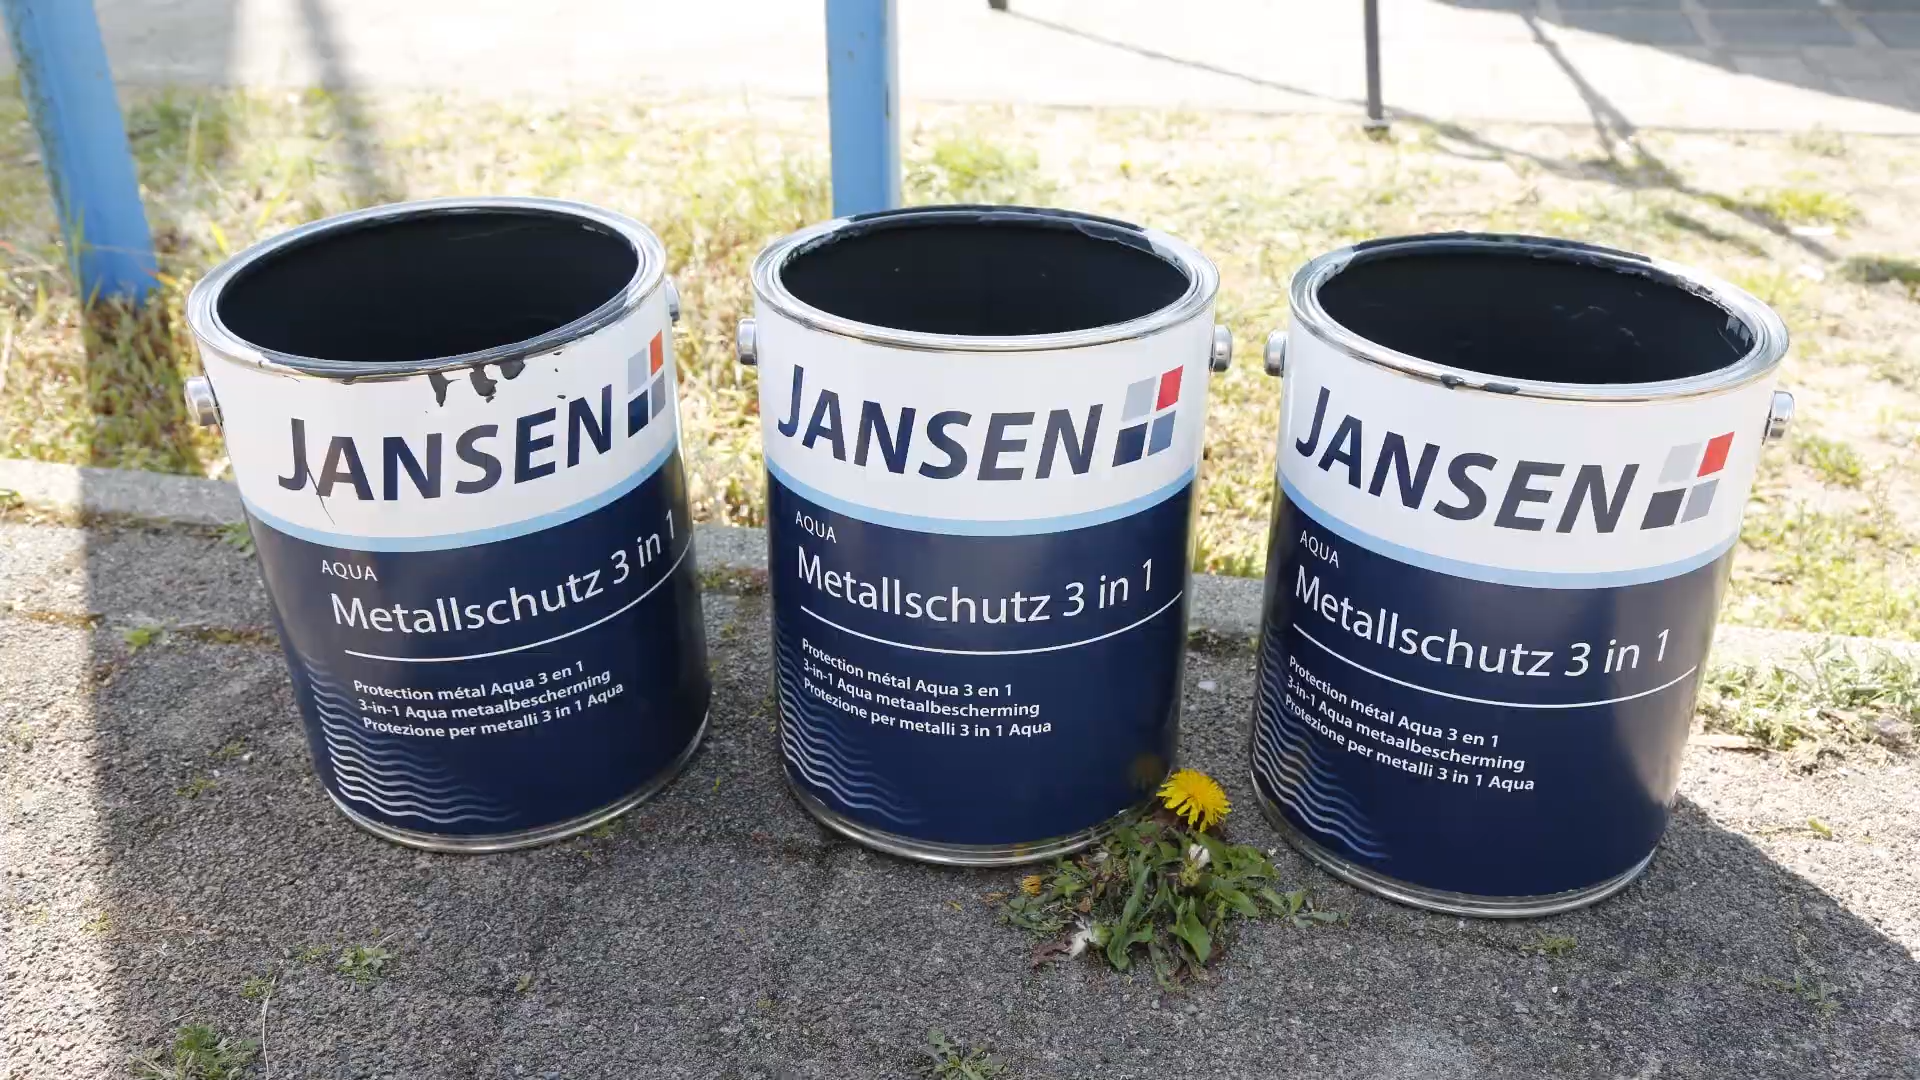 JANSEN
AQUA
Metallschutz 3 in 1
Protection métal Aqua 3 en 1
3-in-1 Aqua metaalbescherming
Protezione per metalli 3 in 1 Aqua
JANSEN
AQUA
Metallschutz 3 in 1
Protection métal Aqua 3 en 1
3-in-1 Aqua metaalbescherming
Protezione per metalli 3 in 1 Aqua
JANSEN
AQUA
Metallschutz 3 in 1
Protection métal Aqua 3 en 1
3-in-1 Aqua metaalbescherming
Protezione per metalli 3 in 1 Aqua